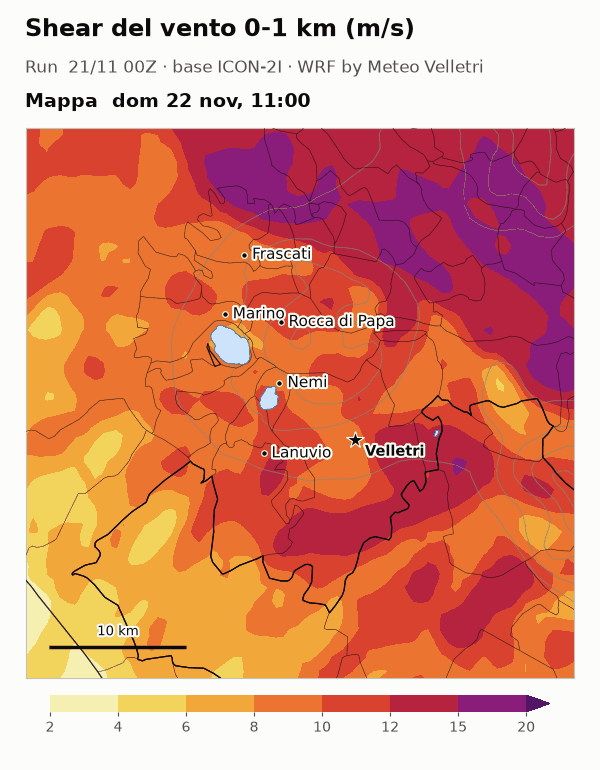 Shear del vento 0-1 km (m/s)
Run  21/11 00Z · base ICON-2I · WRF by Meteo Velletri
Mappa  dom 22 nov, 11:00
Frascati
Marino
Rocca di Papa
Nemi
Velletri
Lanuvio
10 km
2 4 6 8 10 12 15 20